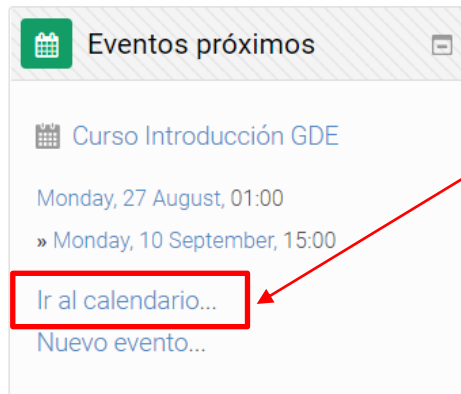 Eventos próximos
Curso Introducción GDE
Monday, 27 August, 01:00
» Monday, 10 September, 15:00
Ir al calendario...
Nuevo evento...